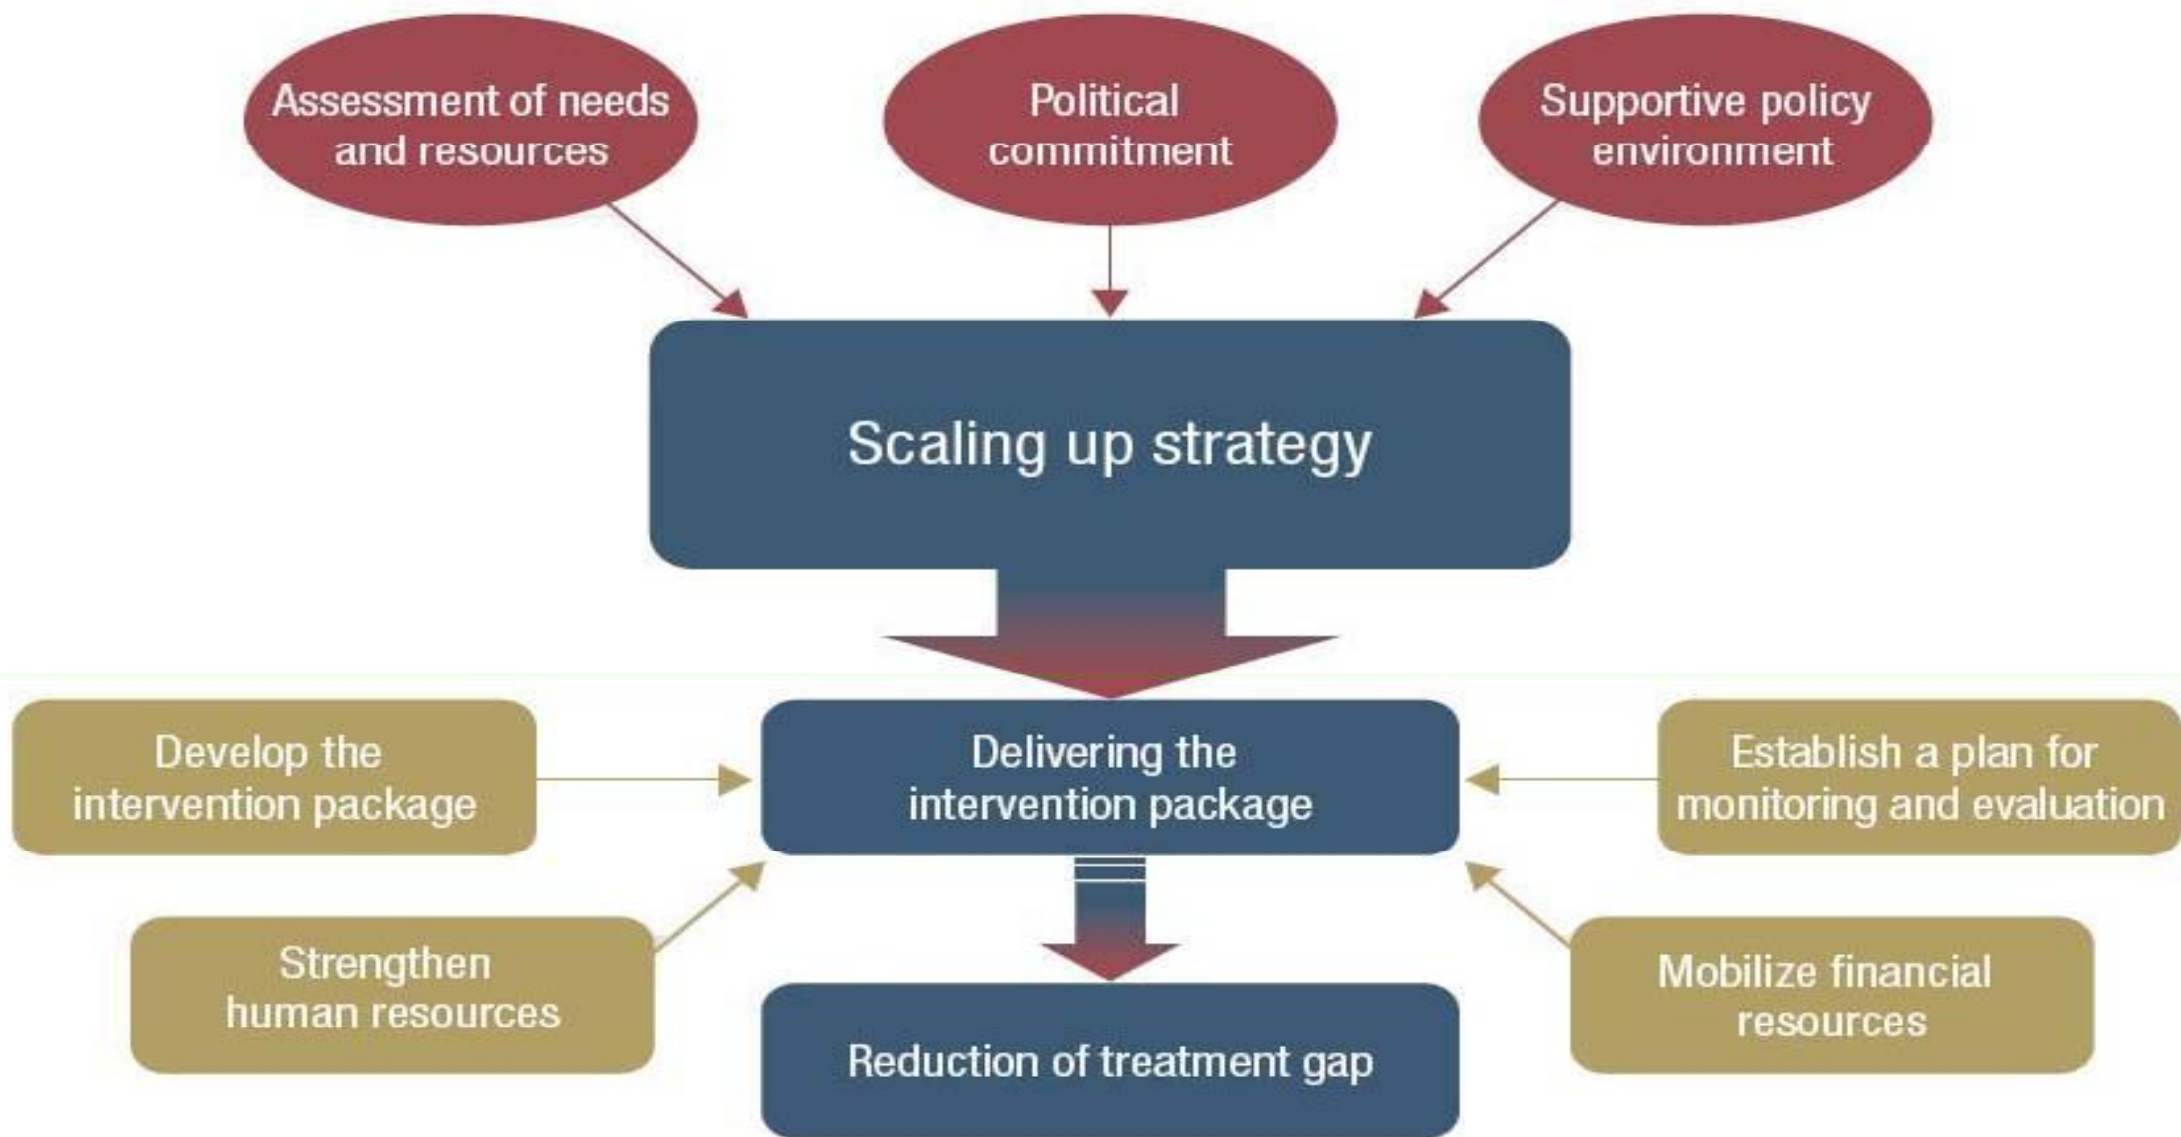 Assessment of needs
and resources
Political
commitment
Supportive policy
environment
Scaling up strategy
Develop the
intervention package
Delivering the
intervention package
Establish a plan for
monitoring and evaluation
Strengthen
human resources
Mobilize financial
resources
Reduction of treatment gap